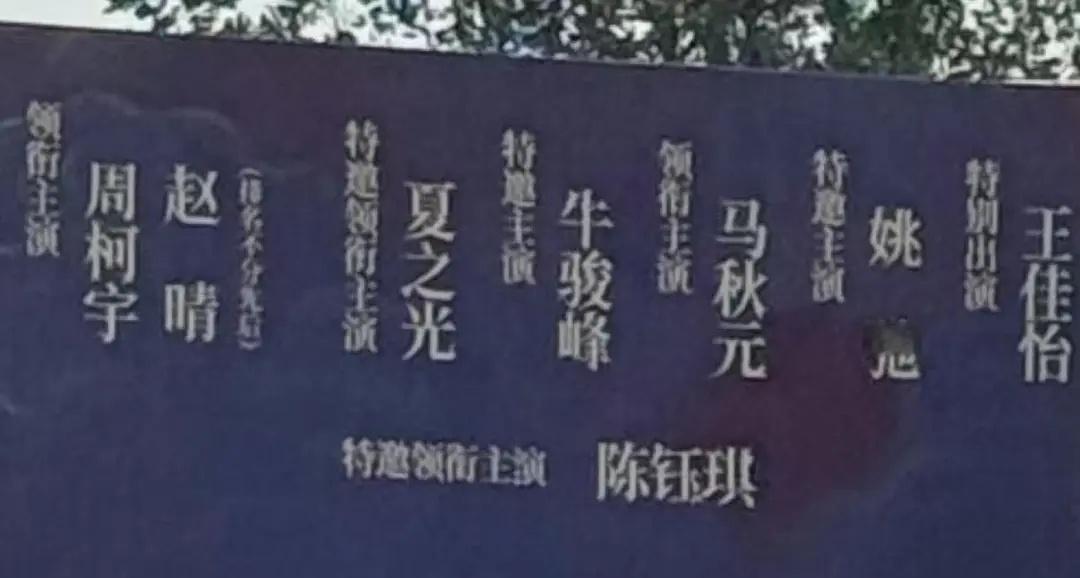 领衔主演
周柯宇
赵晴
(排名不分先后)
特邀领衔主演
夏之光
特邀主演
牛骏峰
领衔主演
马秋元
特邀主演
姚
特别出演
王佳怡
特邀领衔主演 陈钰琪